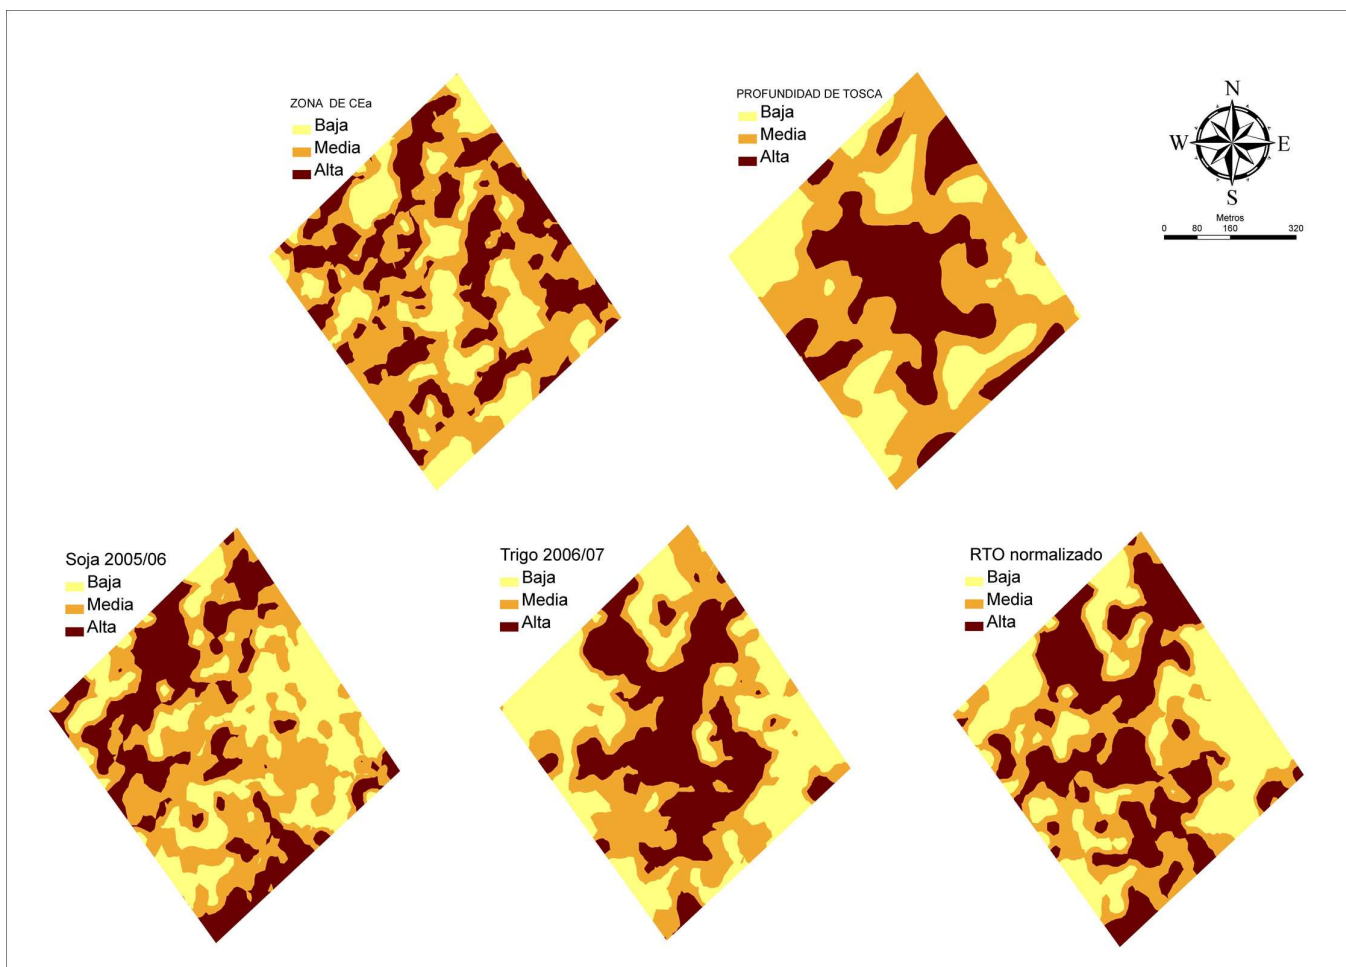 ZONA DE CEa
Baja
Media
Alta
PROFUNDIDAD DE TOSCA
Baja
Media
Alta
N
W E
S
Metros
0 80 160 320
Soja 2005/06
Baja
Media
Alta
Trigo 2006/07
Baja
Media
Alta
RTO normalizado
Baja
Media
Alta